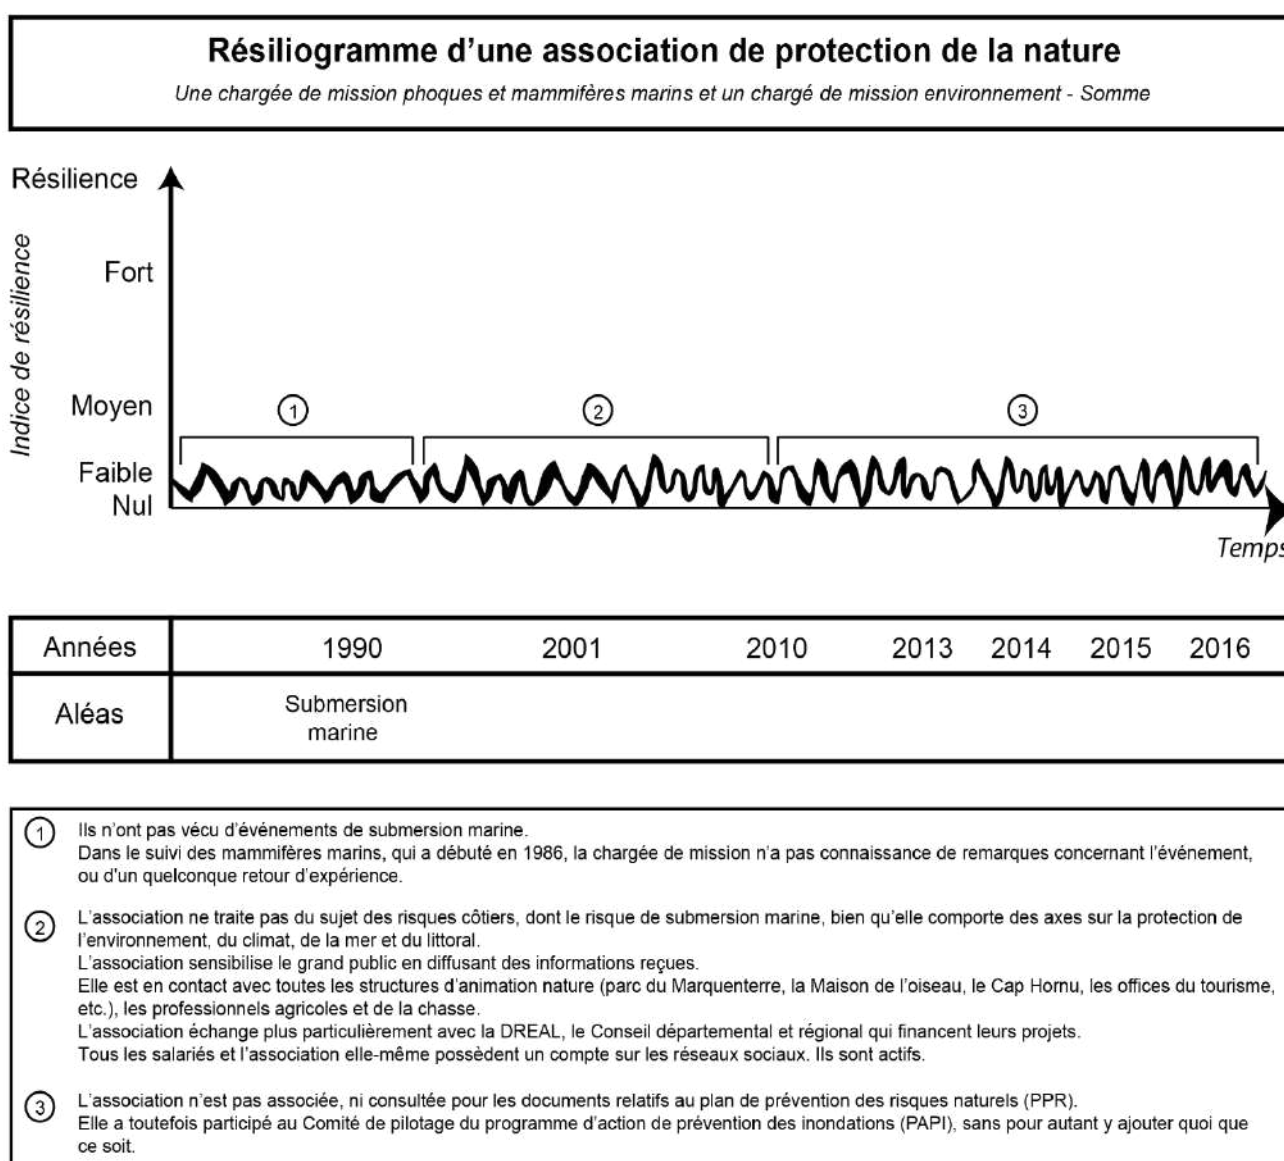 Résiliogramme d’une association de protection de la nature
Une chargée de mission phoques et mammifères marins et un chargé de mission environnement - Somme
Résilience
Indice de résilience
Fort
Moyen
Faible
Nul
1
2
3
Temps
Années 1990 2001 2010 2013 2014 2015 2016
Aléas
Submersion
marine
1 Ils n’ont pas vécu d’événements de submersion marine.
Dans le suivi des mammifères marins, qui a débuté en 1986, la chargée de mission n’a pas connaissance de remarques concernant l’événement,
ou d’un quelconque retour d’expérience.
2 L’association ne traite pas du sujet des risques côtiers, dont le risque de submersion marine, bien qu’elle comporte des axes sur la protection de
l’environnement, du climat, de la mer et du littoral.
L’association sensibilise le grand public en diffusant des informations reçues.
Elle est en contact avec toutes les structures d’animation nature (parc du Marquenterre, la Maison de l’oiseau, le Cap Hornu, les offices du tourisme,
etc.), les professionnels agricoles et de la chasse.
L’association échange plus particulièrement avec la DREAL, le Conseil départemental et régional qui financent leurs projets.
Tous les salariés et l’association elle-même possèdent un compte sur les réseaux sociaux. Ils sont actifs.
3 L’association n’est pas associée, ni consultée pour les documents relatifs au plan de prévention des risques naturels (PPR).
Elle a toutefois participé au Comité de pilotage du programme d’action de prévention des inondations (PAPI), sans pour autant y ajouter quoi que
ce soit.